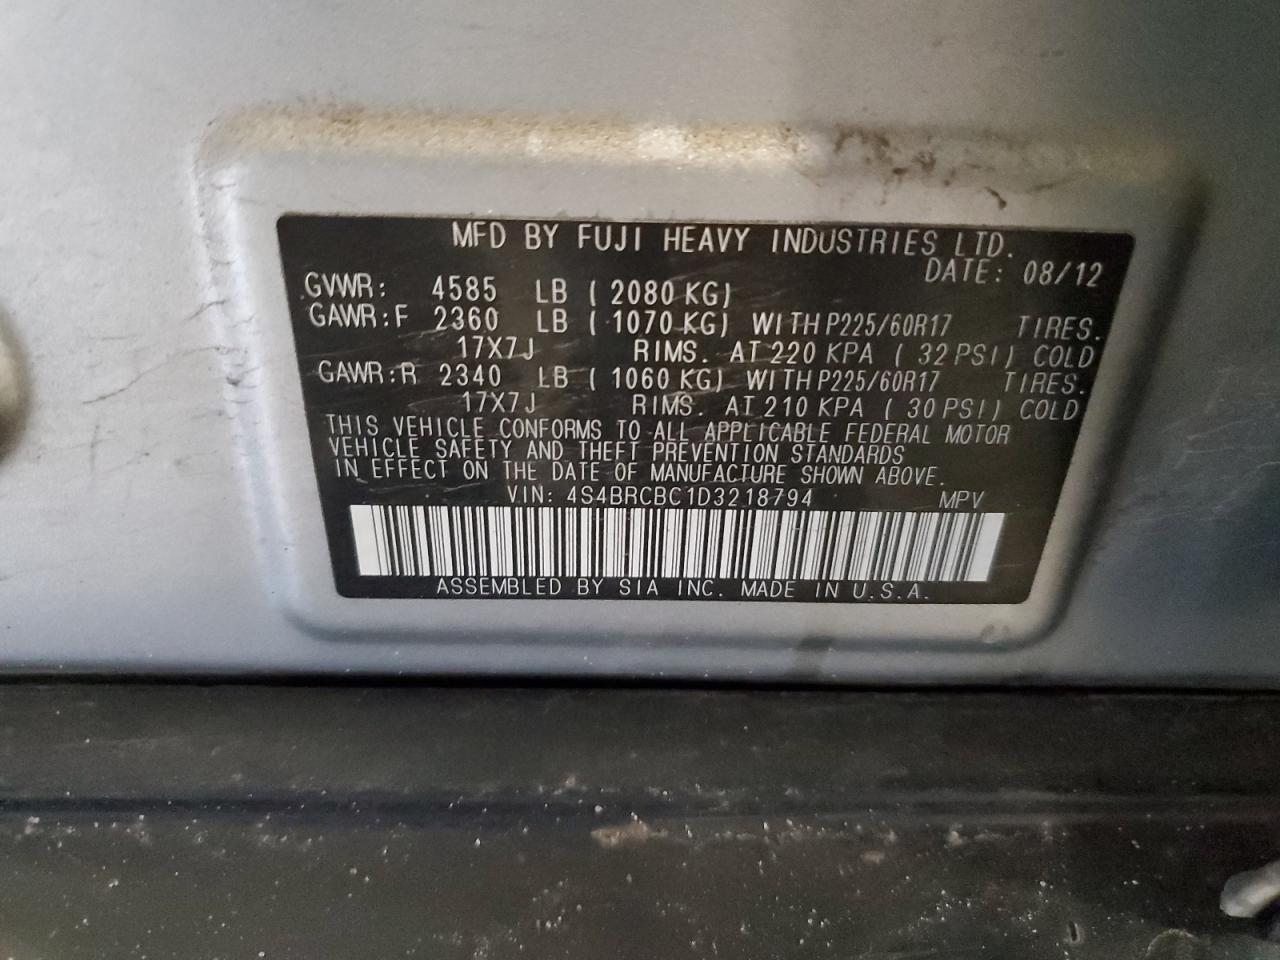 MFD BY FUJI HEAVY INDUSTRIES LTD.
DATE: 08/12
GVWR: 4585 LB ( 2080 KG)
GAWR:F 2360 LB ( 1070 KG) WITH P225/60R17 TIRES.
17X7J RIMS. AT 220 KPA ( 32 PSI) COLD
GAWR:R 2340 LB ( 1060 KG) WITH P225/60R17 TIRES.
17X7J RIMS. AT 210 KPA ( 30 PSI) COLD
THIS VEHICLE CONFORMS TO ALL APPLICABLE FEDERAL MOTOR
VEHICLE SAFETY AND THEFT PREVENTION STANDARDS
IN EFFECT ON THE DATE OF MANUFACTURE SHOWN ABOVE.
VIN: 4S4BRCBC1D3218794 MPV
ASSEMBLED BY SIA INC. MADE IN U.S.A.